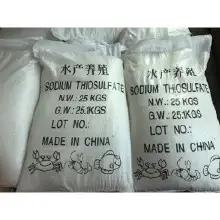 水产养殖
SODIUM THIOSULFATE
N.W.: 25 KGS
G.W.: 25.1KGS
LOT NO.:
MADE IN CHINA
水产养殖
SODIUM THIOSULFATE
N.W.: 25 KGS
G.W.: 25.1KGS
LOT NO.:
MADE IN CHINA